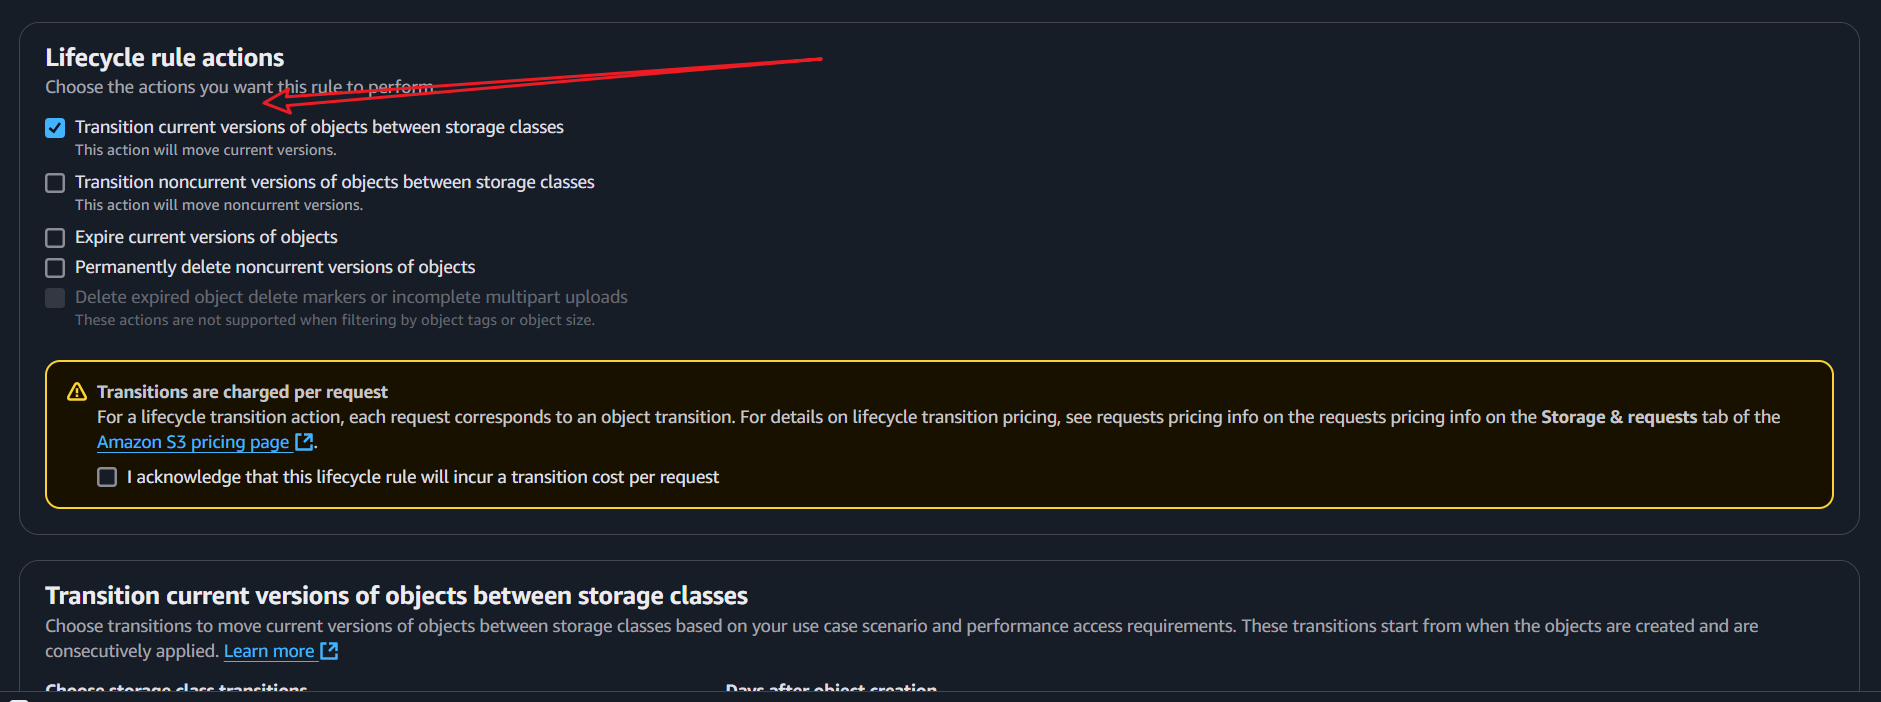 Lifecycle rule actions
Choose the actions you want this rule to perform.
Transition current versions of objects between storage classes
This action will move current versions.
Transition noncurrent versions of objects between storage classes
This action will move noncurrent versions.
Expire current versions of objects
Permanently delete noncurrent versions of objects
Delete expired object delete markers or incomplete multipart uploads
These actions are not supported when filtering by object tags or object size.
Transitions are charged per request
For a lifecycle transition action, each request corresponds to an object transition. For details on lifecycle transition pricing, see requests pricing info on the requests pricing info on the Storage & requests tab of the
Amazon S3 pricing page.
I acknowledge that this lifecycle rule will incur a transition cost per request
Transition current versions of objects between storage classes
Choose transitions to move current versions of objects between storage classes based on your use case scenario and performance access requirements. These transitions start from when the objects are created and are
consecutively applied. Learn more
Choose storage class transitions
Days after object creation